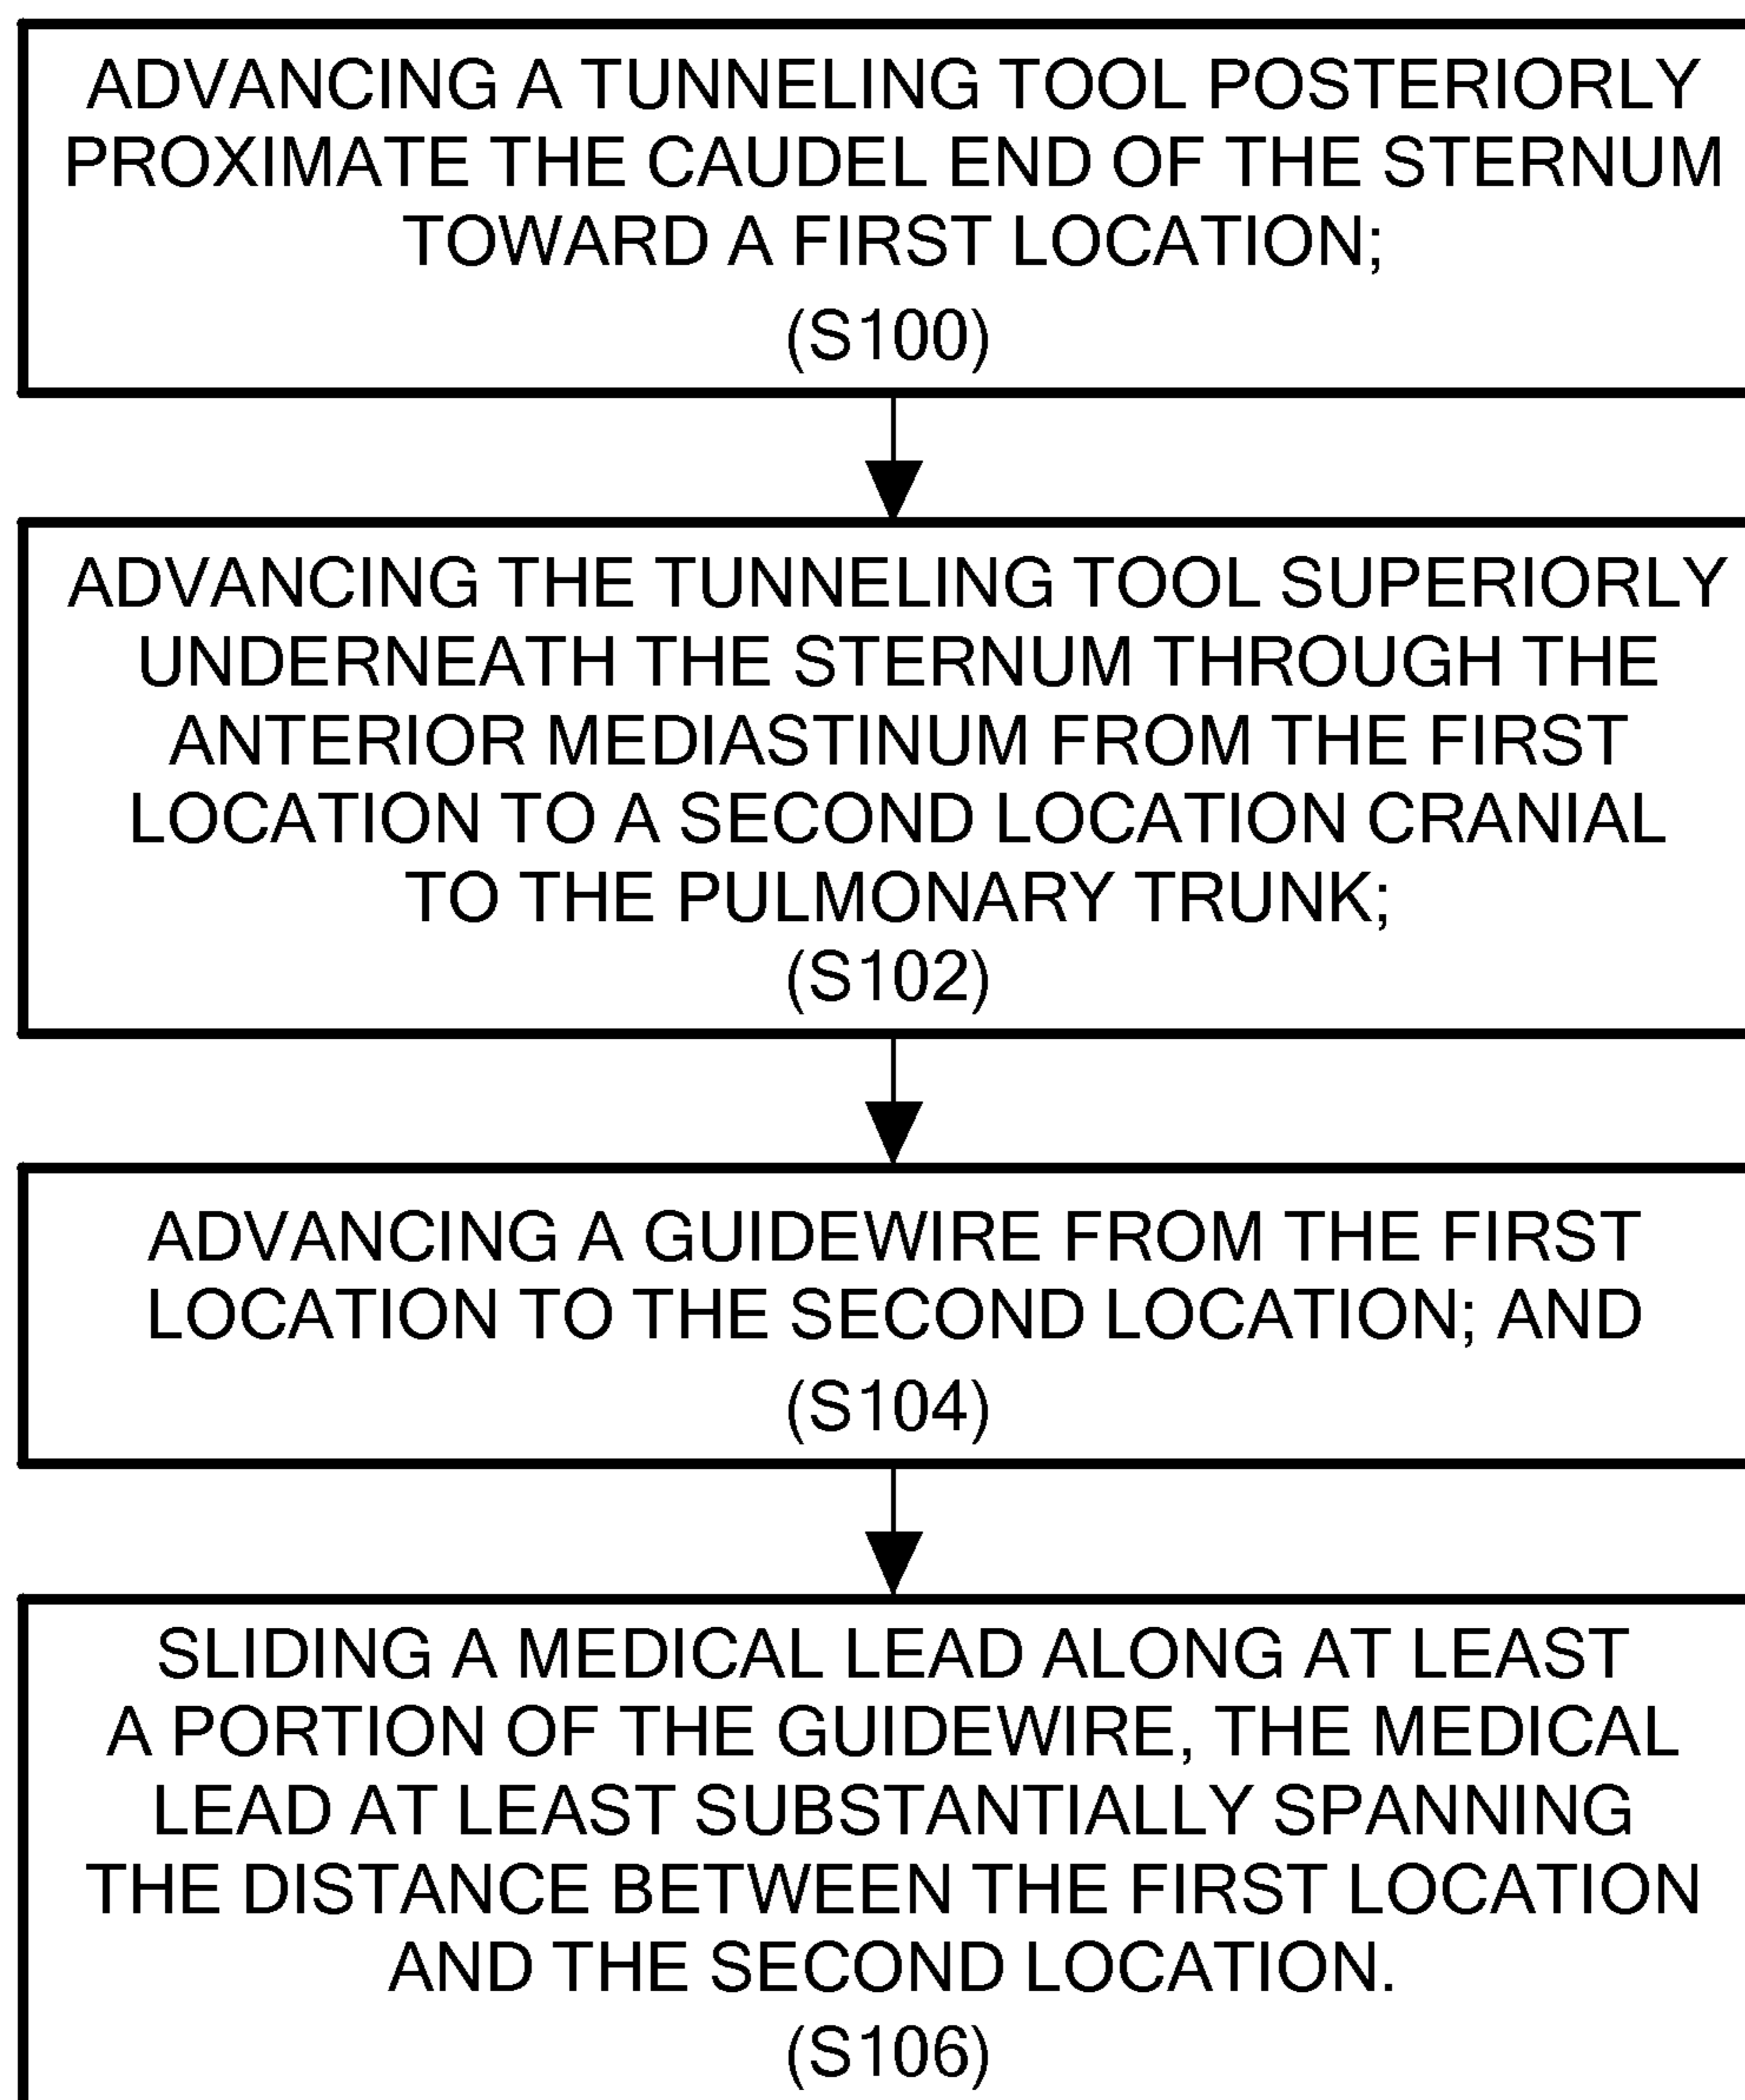 ADVANCING A TUNNELING TOOL POSTERIORLY
PROXIMATE THE CAUDEL END OF THE STERNUM
TOWARD A FIRST LOCATION;
(S100)
ADVANCING THE TUNNELING TOOL SUPERIORLY
UNDERNEATH THE STERNUM THROUGH THE
ANTERIOR MEDIASTINUM FROM THE FIRST
LOCATION TO A SECOND LOCATION CRANIAL
TO THE PULMONARY TRUNK;
(S102)
ADVANCING A GUIDEWIRE FROM THE FIRST
LOCATION TO THE SECOND LOCATION; AND
(S104)
SLIDING A MEDICAL LEAD ALONG AT LEAST
A PORTION OF THE GUIDEWIRE, THE MEDICAL
LEAD AT LEAST SUBSTANTIALLY SPANNING
THE DISTANCE BETWEEN THE FIRST LOCATION
AND THE SECOND LOCATION.
(S106)